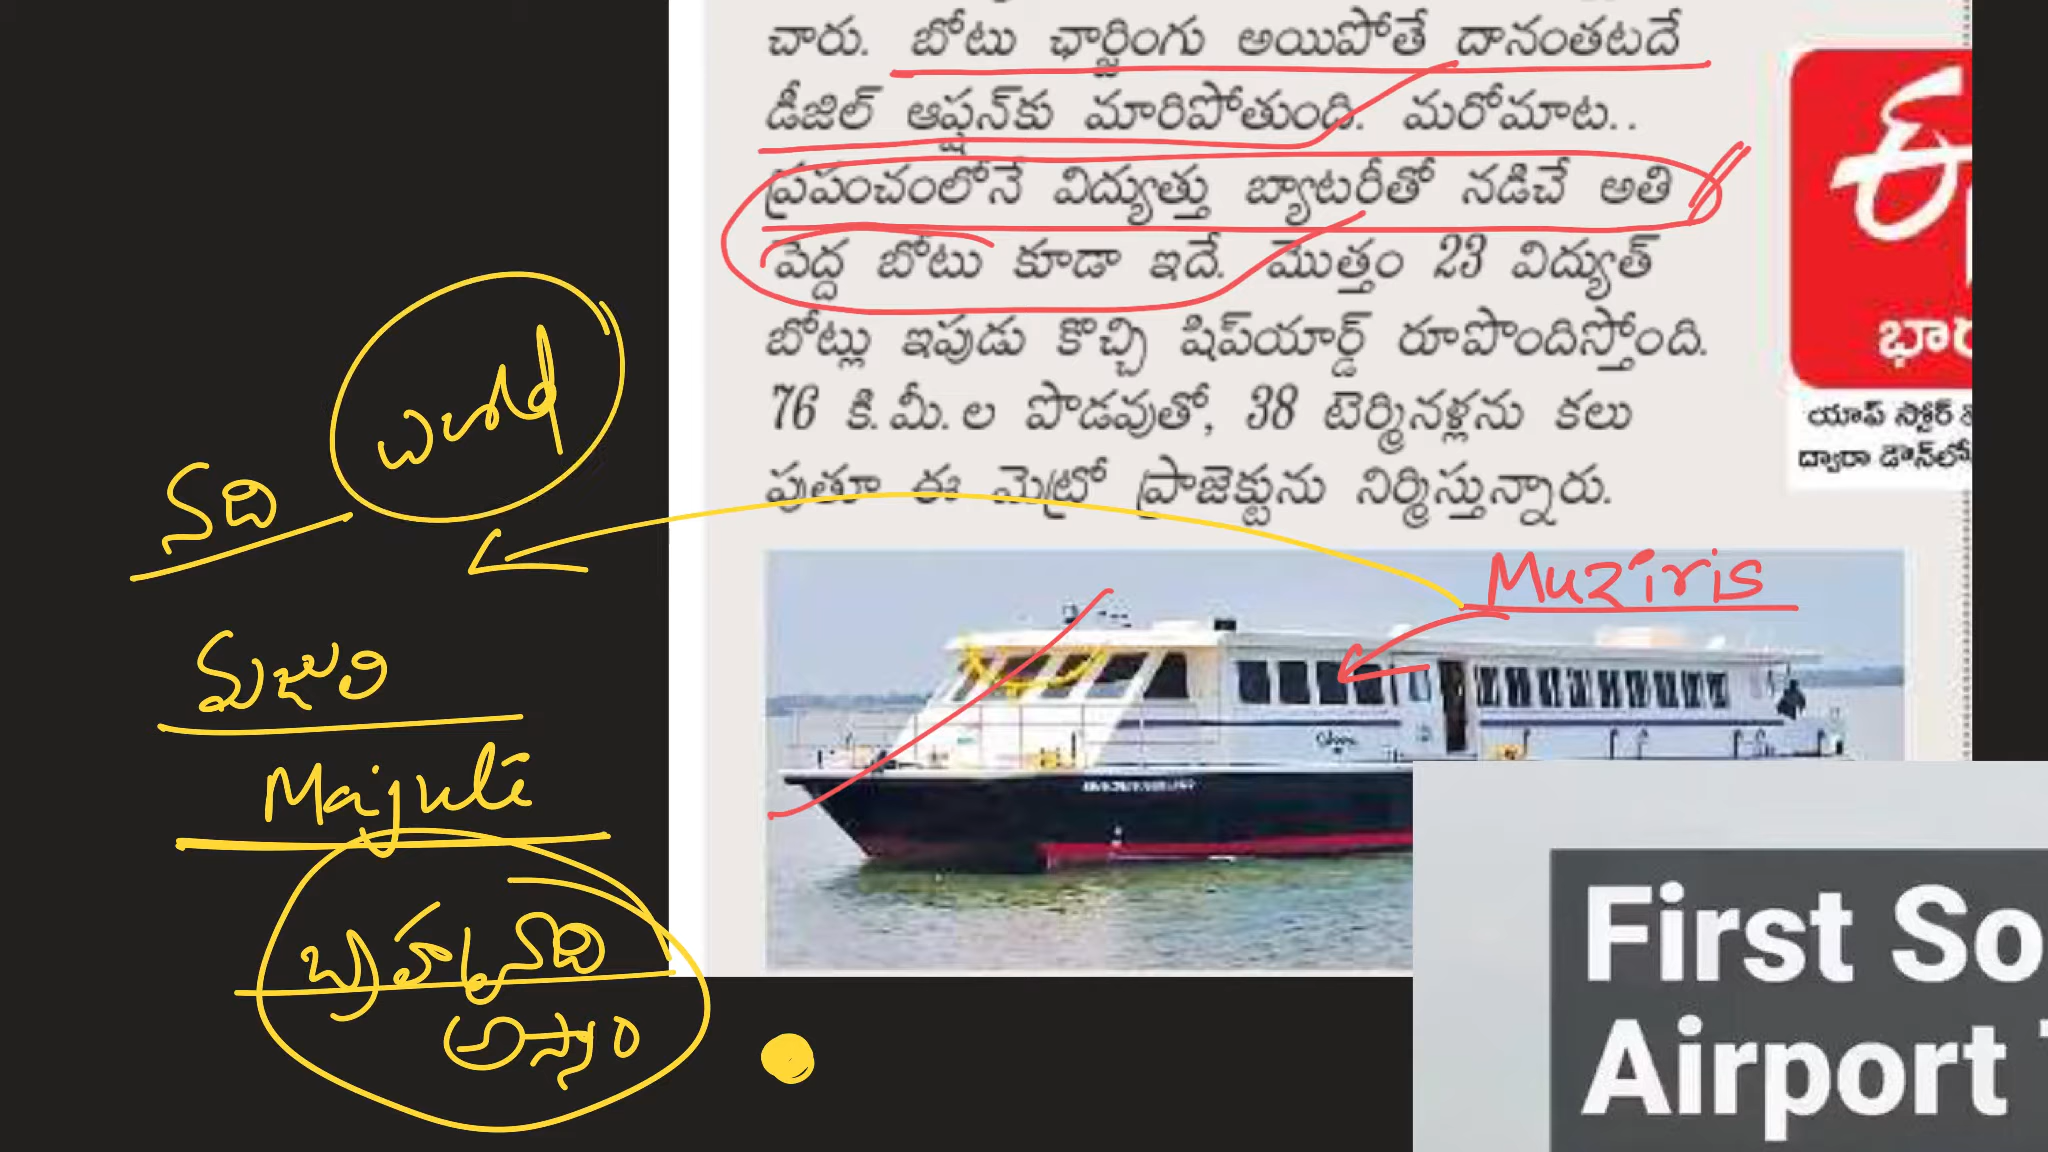 చారు. బోటు ఛార్జింగు అయిపోతే దానంతటదే
డీజిల్ ఆప్షన్‌కు మారిపోతుంది. మరోమాట..
ప్రపంచంలోనే విద్యుత్తు బ్యాటరీతో నడిచే అతి
పెద్ద బోటు కూడా ఇదే. మొత్తం 23 విద్యుత్
బోట్లు ఇపుడు కొచ్చి షిప్‌యార్డ్ రూపొందిస్తోంది.
76 కి.మీ.ల పొడవుతో, 38 టెర్మినళ్లను కలు
పుతూ ఈ మెట్రో ప్రాజెక్టును నిర్మిస్తున్నారు.
ఈ
భార
యాప్ స్టోర్
ద్వారా డౌన్‌లో
world
నది
మజులి
Majuli
బ్రహ్మనది
అస్సాం
Muziris
First So
Airport